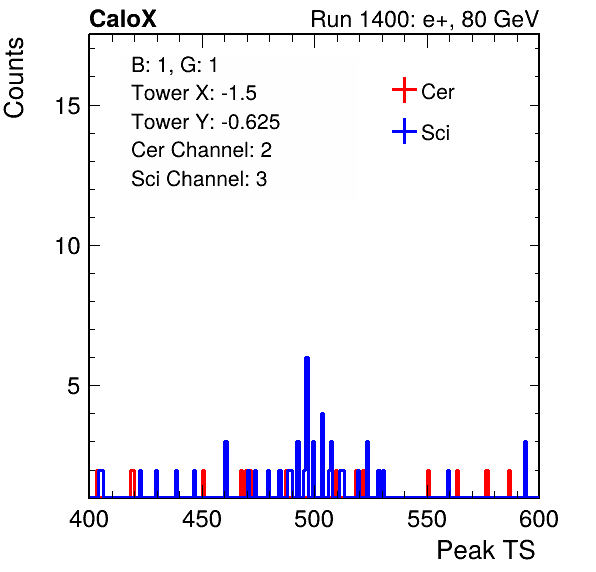 CaloX Run 1400: e+, 80 GeV
Counts
B: 1, G: 1
Tower X: -1.5
Tower Y: -0.625
Cer Channel: 2
Sci Channel: 3
Cer
Sci
15
10
5
400 450 500 550 600
Peak TS